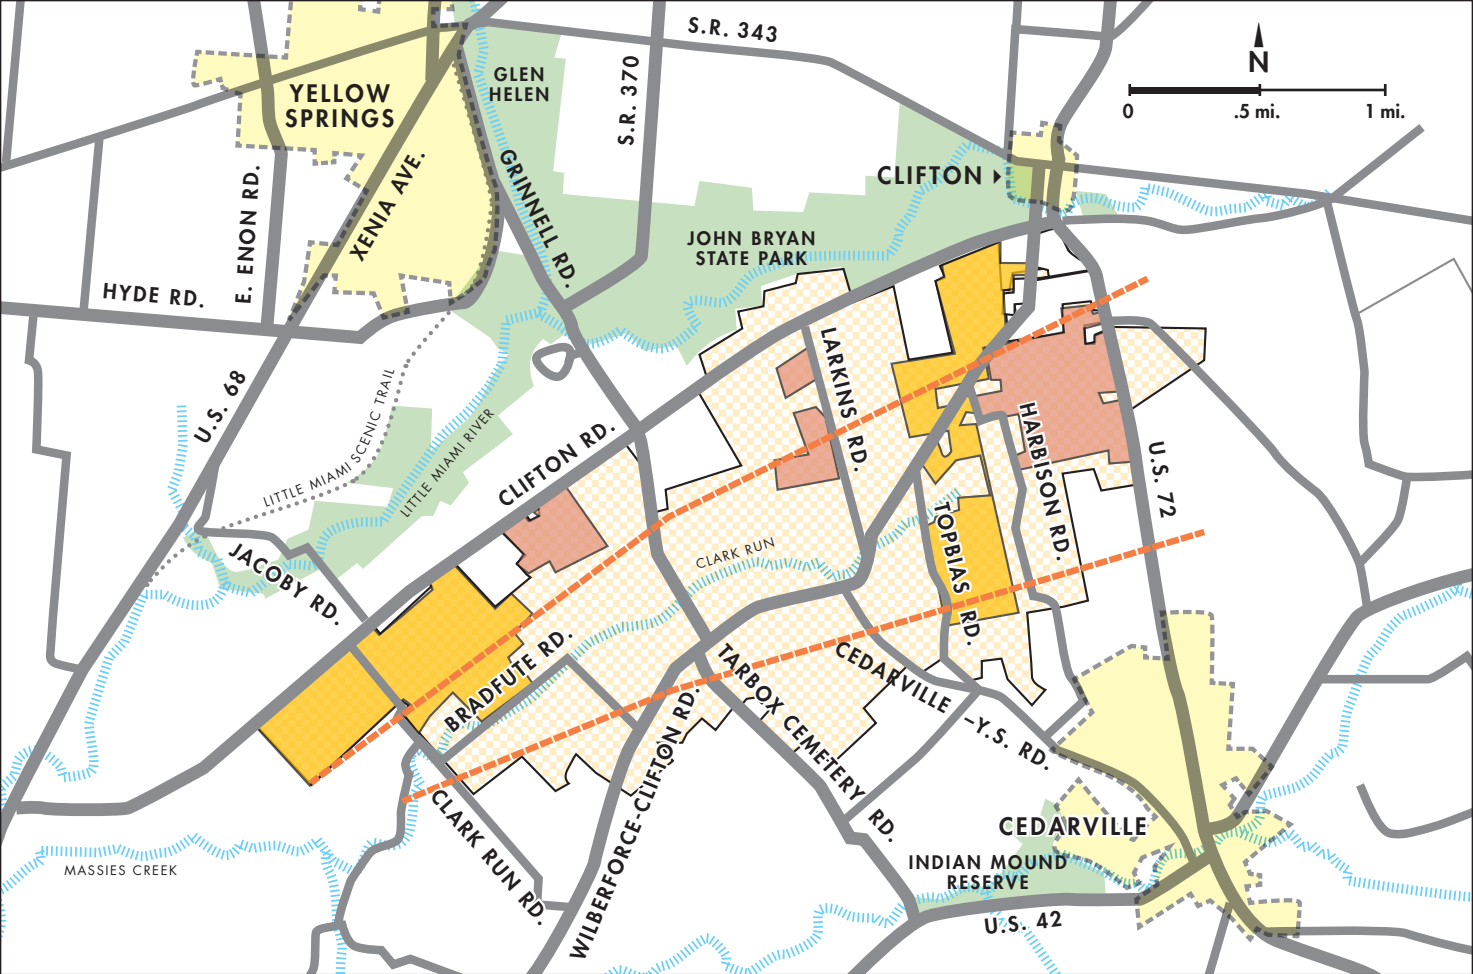 S.R. 343
N
0 .5 mi. 1 mi.
GLEN
HELEN
S.R. 370
YELLOW
SPRINGS
XENIA AVE.
E. ENON RD.
HYDE RD.
GRINNELL RD.
CLIFTON
JOHN BRYAN
STATE PARK
LARKINS RD.
HARBISON RD.
U.S. 72
U.S. 68
LITTLE MIAMI SCENIC TRAIL
LITTLE MIAMI RIVER
CLIFTON RD.
JACOBY RD.
CLARK RUN
TOPBIAS RD.
BRADFUTE RD.
TARBOX CEMETERY RD.
CEDARVILLE –Y.S. RD.
WILBERFORCE-CLIFTON RD.
CLARK RUN RD.
MASSIES CREEK
CEDARVILLE
INDIAN MOUND
RESERVE
U.S. 42